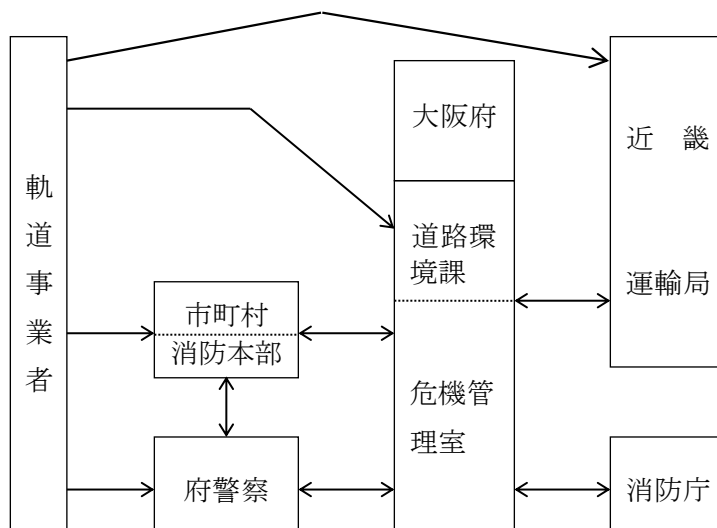 軌道事業者
市町村
消防本部
府警察
大阪府
道路環
境課
危機管
理室
近　畿
運輸局
消防庁